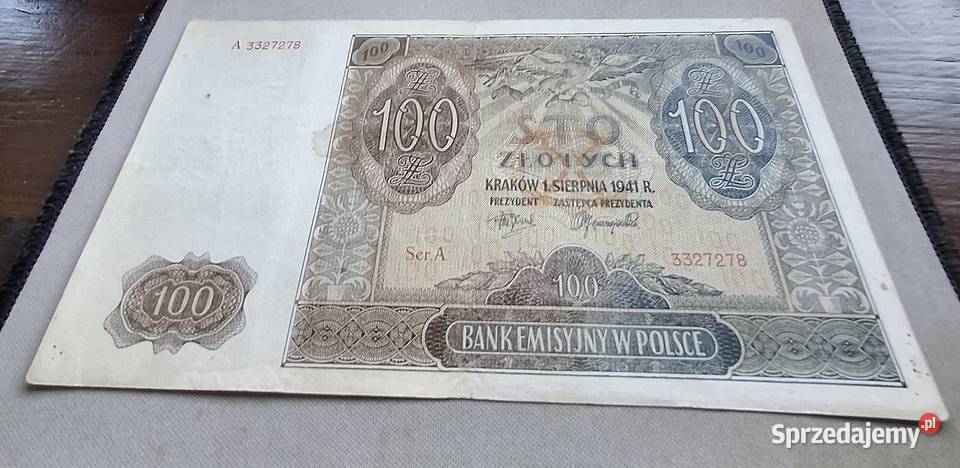 A 3327278
100
100
100
100
STO
ZŁOTYCH
KRAKÓW 1. SIERPNIA 1941 R.
PREZYDENT ZASTĘPCA PREZYDENTA
Ser. A
3327278
100
100
BANK EMISYJNY W POLSCE
Sprzedajemy.pl